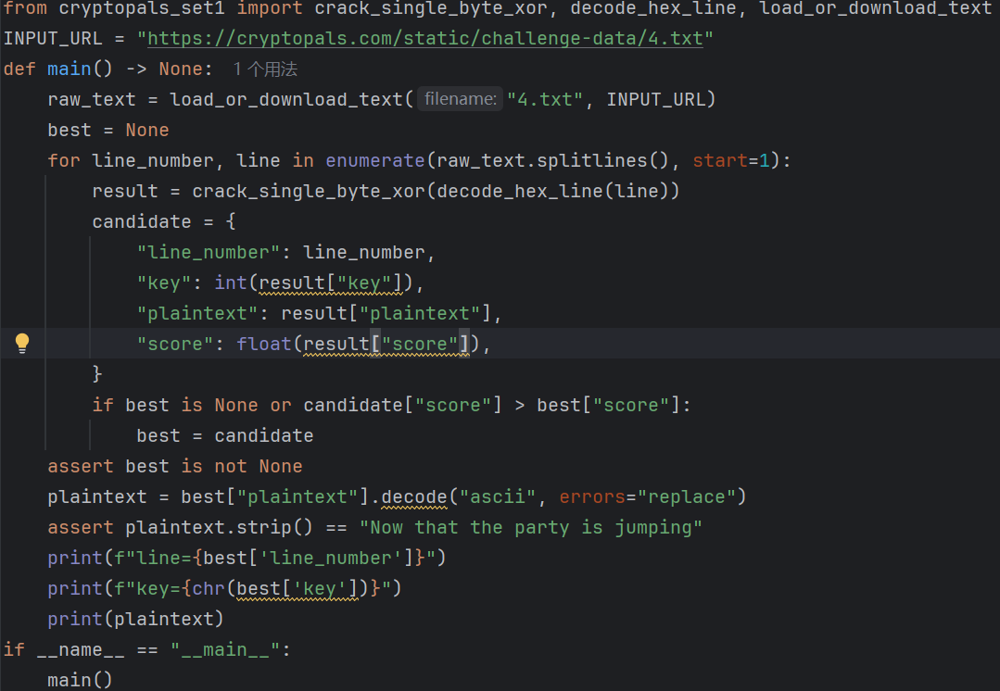 from cryptopals_set1 import crack_single_byte_xor, decode_hex_line, load_or_download_text
INPUT_URL = "https://cryptopals.com/static/challenge-data/4.txt"
def main() -> None:  1个用法
    raw_text = load_or_download_text( filename: "4.txt", INPUT_URL)
    best = None
    for line_number, line in enumerate(raw_text.splitlines(), start=1):
        result = crack_single_byte_xor(decode_hex_line(line))
        candidate = {
            "line_number": line_number,
            "key": int(result["key"]),
            "plaintext": result["plaintext"],
            "score": float(result["score"]),
        }
        if best is None or candidate["score"] > best["score"]:
            best = candidate
    assert best is not None
    plaintext = best["plaintext"].decode("ascii", errors="replace")
    assert plaintext.strip() == "Now that the party is jumping"
    print(f"line={best['line_number']}")
    print(f"key={chr(best['key'])}")
    print(plaintext)
if __name__ == "__main__":
    main()